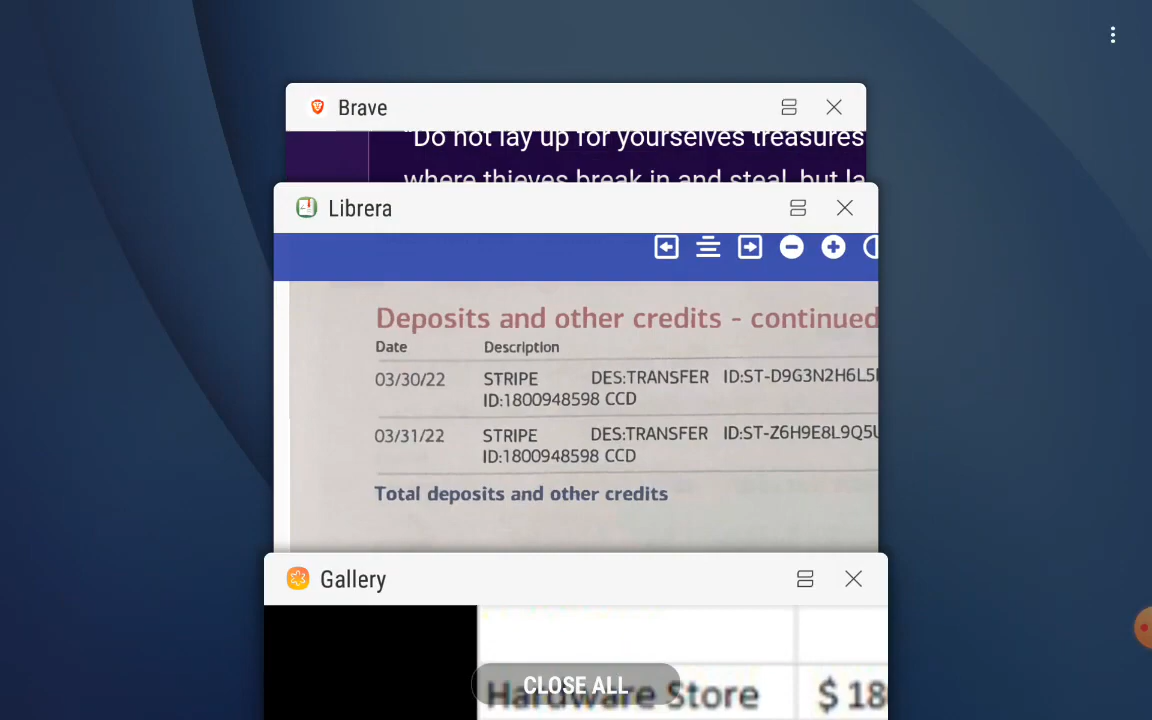 Brave
"Do not lay up for yourselves treasures
where thieves break in and steal, but la
Librera
Deposits and other credits - continued
Date Description
03/30/22 STRIPE DES:TRANSFER ID:ST-D9G3N2H6L5
ID:1800948598 CCD
03/31/22 STRIPE DES:TRANSFER ID:ST-Z6H9E8L9Q5U
ID:1800948598 CCD
Total deposits and other credits
Gallery
Hardware Store $ 18
CLOSE ALL